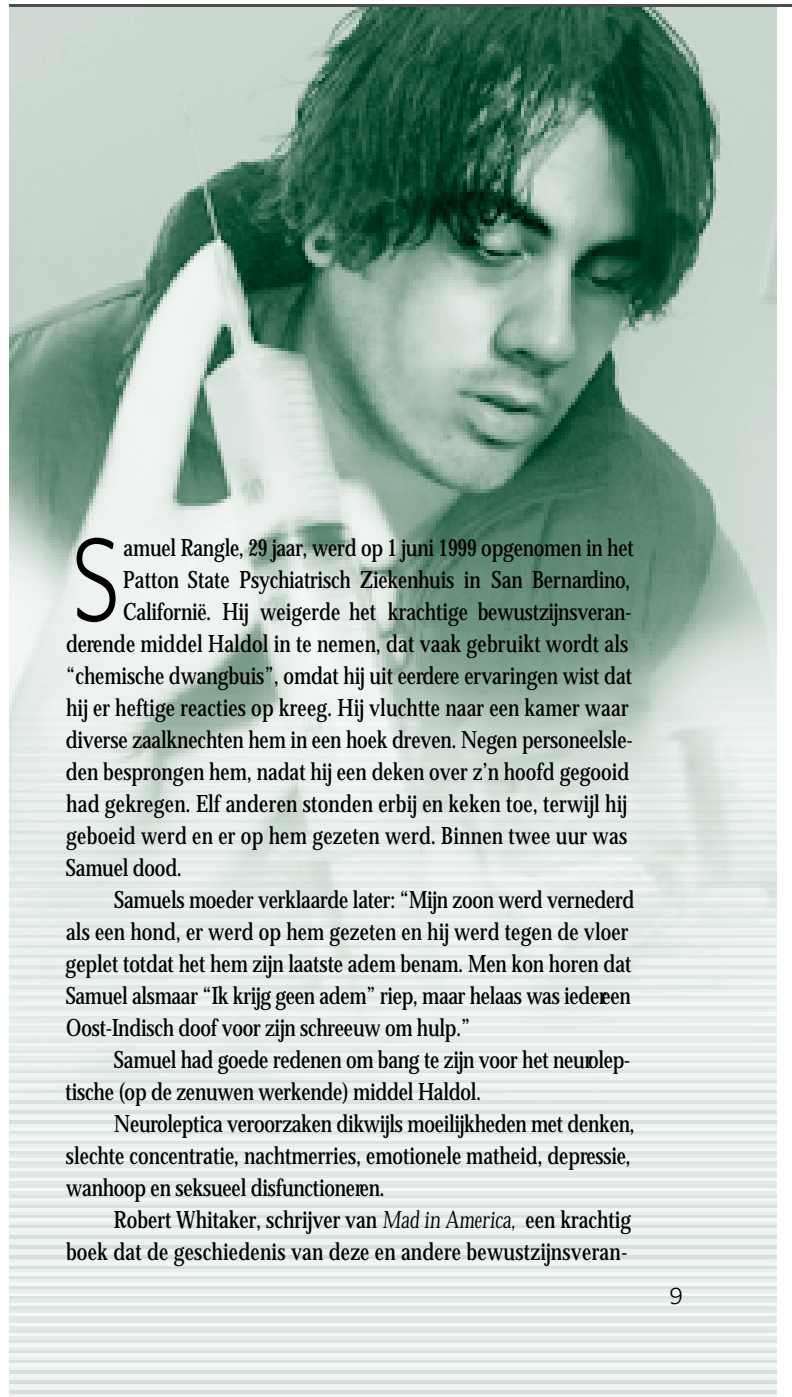 Samuel Rangle, 29 jaar, werd op 1 juni 1999 opgenomen in het
Patton State Psychiatrisch Ziekenhuis in San Bernardino,
Californië. Hij weigerde het krachtige bewustzijnsveran-
derende middel Haldol in te nemen, dat vaak gebruikt wordt als
“chemische dwangbuis”, omdat hij uit eerdere ervaringen wist dat
hij er heftige reacties op kreeg. Hij vluchtte naar een kamer waar
diverse zaalknechten hem in een hoek dreven. Negen personeelsle-
den besprongen hem, nadat hij een deken over z’n hoofd gegooid
had gekregen. Elf anderen stonden erbij en keken toe, terwijl hij
geboeid werd en er op hem gezeten werd. Binnen twee uur was
Samuel dood.
Samuels moeder verklaarde later: “Mijn zoon werd vernederd
als een hond, er werd op hem gezeten en hij werd tegen de vloer
geplet totdat het hem zijn laatste adem benam. Men kon horen dat
Samuel alsmaar “Ik krijg geen adem” riep, maar helaas was iedereen
Oost-Indisch doof voor zijn schreeuw om hulp.”
Samuel had goede redenen om bang te zijn voor het neurolep-
tische (op de zenuwen werkende) middel Haldol.
Neuroleptica veroorzaken dikwijls moeilijkheden met denken,
slechte concentratie, nachtmerries, emotionele matheid, depressie,
wanhoop en seksueel disfunctioneren.
Robert Whitaker, schrijver van Mad in America, een krachtig
boek dat de geschiedenis van deze en andere bewustzijnsveran-
9